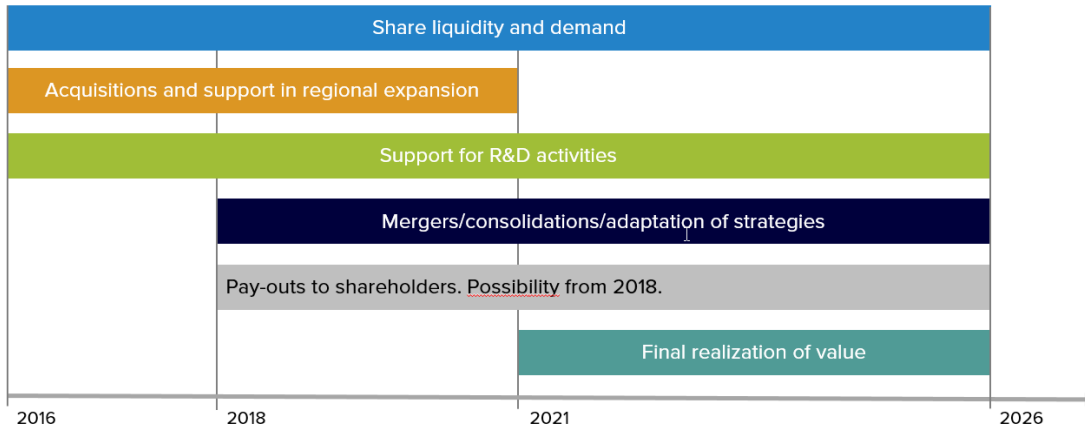 Share liquidity and demand
Acquisitions and support in regional expansion
Support for R&D activities
Mergers/consolidations/adaptation of strategies
Pay-outs to shareholders. Possibility from 2018.
Final realization of value
2016 2018 2021 2026